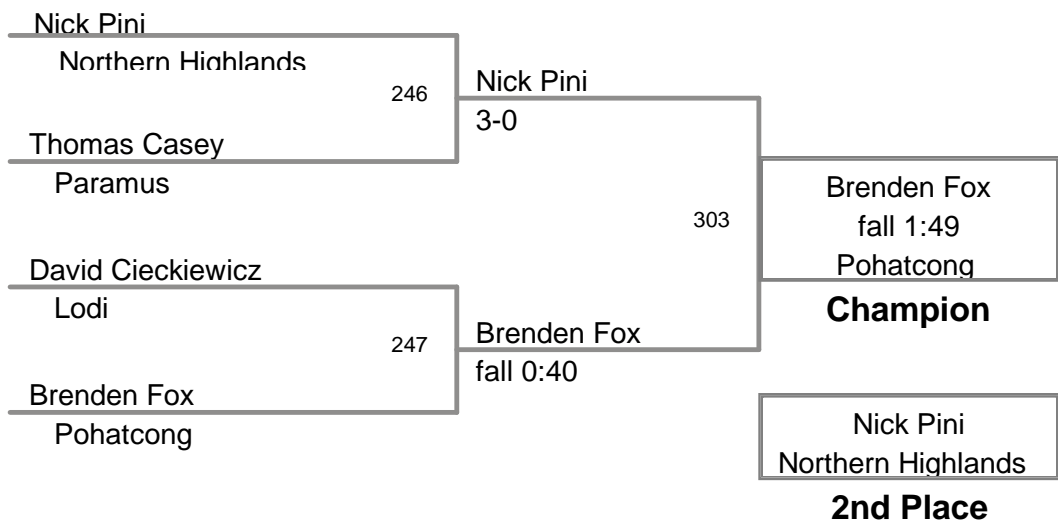 Nick Pini
Northern Highlands
246
Nick Pini
3-0
Thomas Casey
Paramus
303
Brenden Fox
fall 1:49
Pohatcong
Champion
David Cieckiewicz
Lodi
247
Brenden Fox
fall 0:40
Brenden Fox
Pohatcong
Nick Pini
Northern Highlands
2nd Place